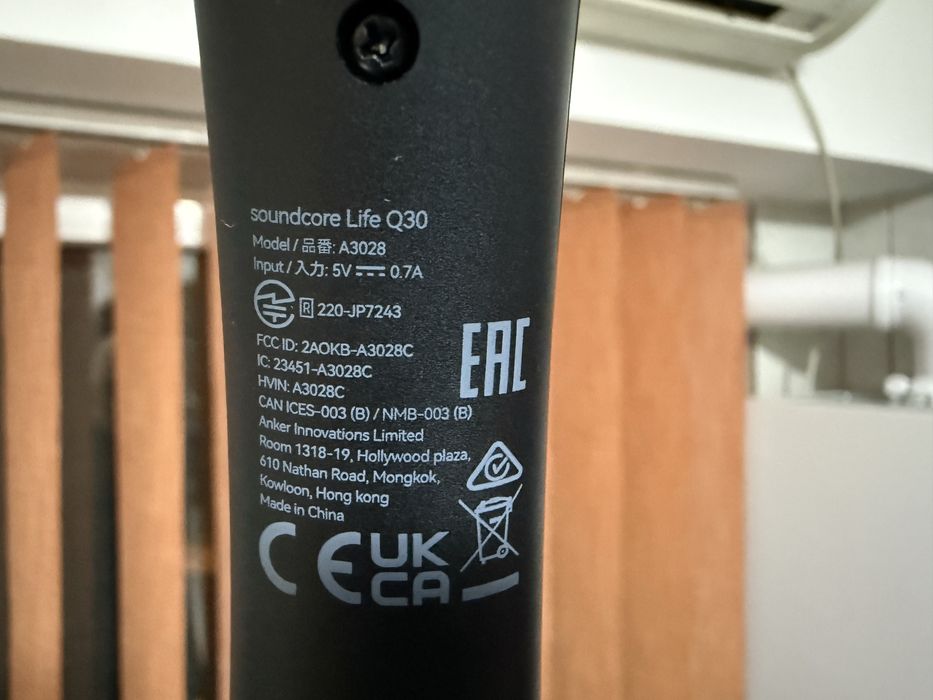 soundcore Life Q30
Model / 品番: A3028
Input / 入力: 5V ⎓ 0.7A
R 220-JP7243
FCC ID: 2AOKB-A3028C
IC: 23451-A3028C
HVIN: A3028C
CAN ICES-003 (B) / NMB-003 (B)
Anker Innovations Limited
Room 1318-19, Hollywood plaza,
610 Nathan Road, Mongkok,
Kowloon, Hong kong
Made in China
EAC
CE
UK
CA